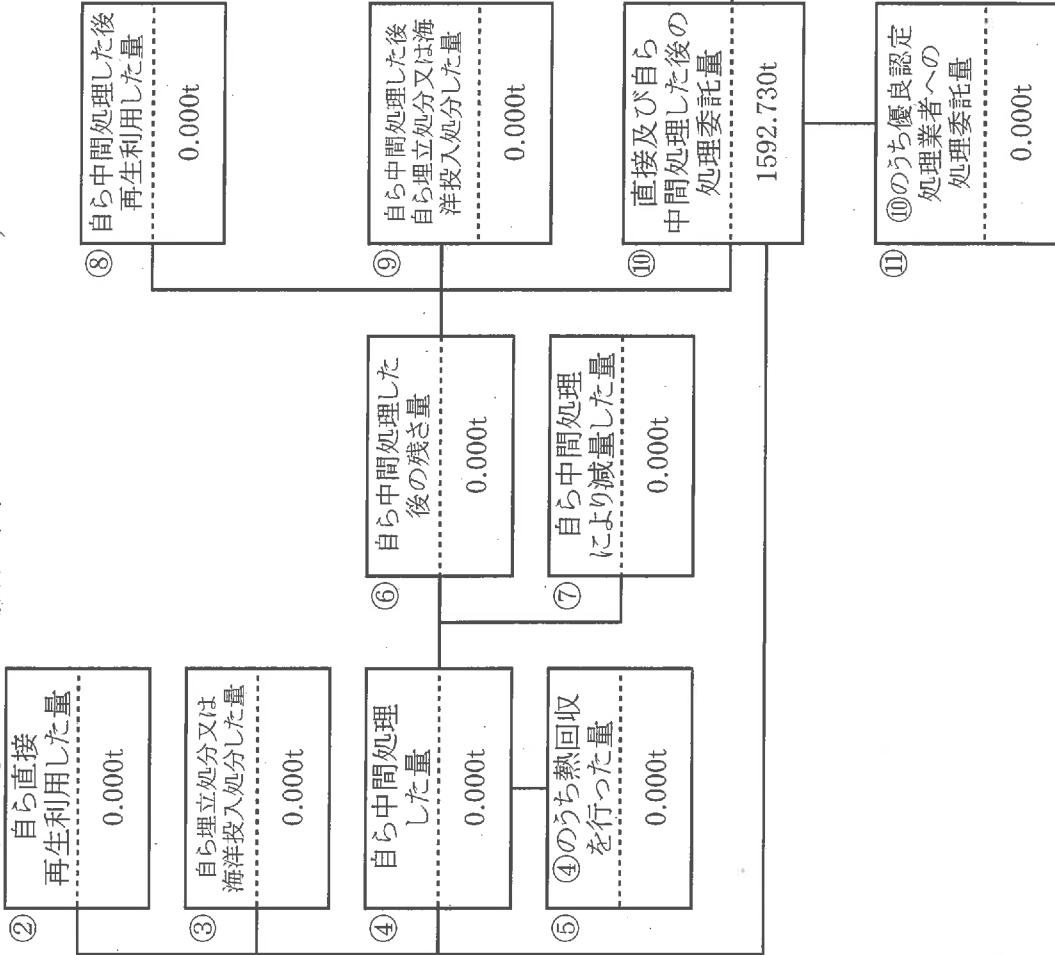 ②
自ら直接
再生利用した量
0.000t
③
自ら埋立処分又は
海洋投入処分した量
0.000t
④
自ら中間処理
した量
0.000t
⑤
④のうち熱回収
を行った量
0.000t
⑥
自ら中間処理した
後の残さ量
0.000t
⑦
自ら中間処理
により減量した量
0.000t
⑧
自ら中間処理した後
再生利用した量
0.000t
⑨
自ら中間処理した後
自ら埋立処分又は海
洋投入処分した量
0.000t
⑩
直接及び自ら
中間処理した後の
処理委託量
1592.730t
⑪
⑩のうち優良認定
処理業者への
処理委託量
0.000t